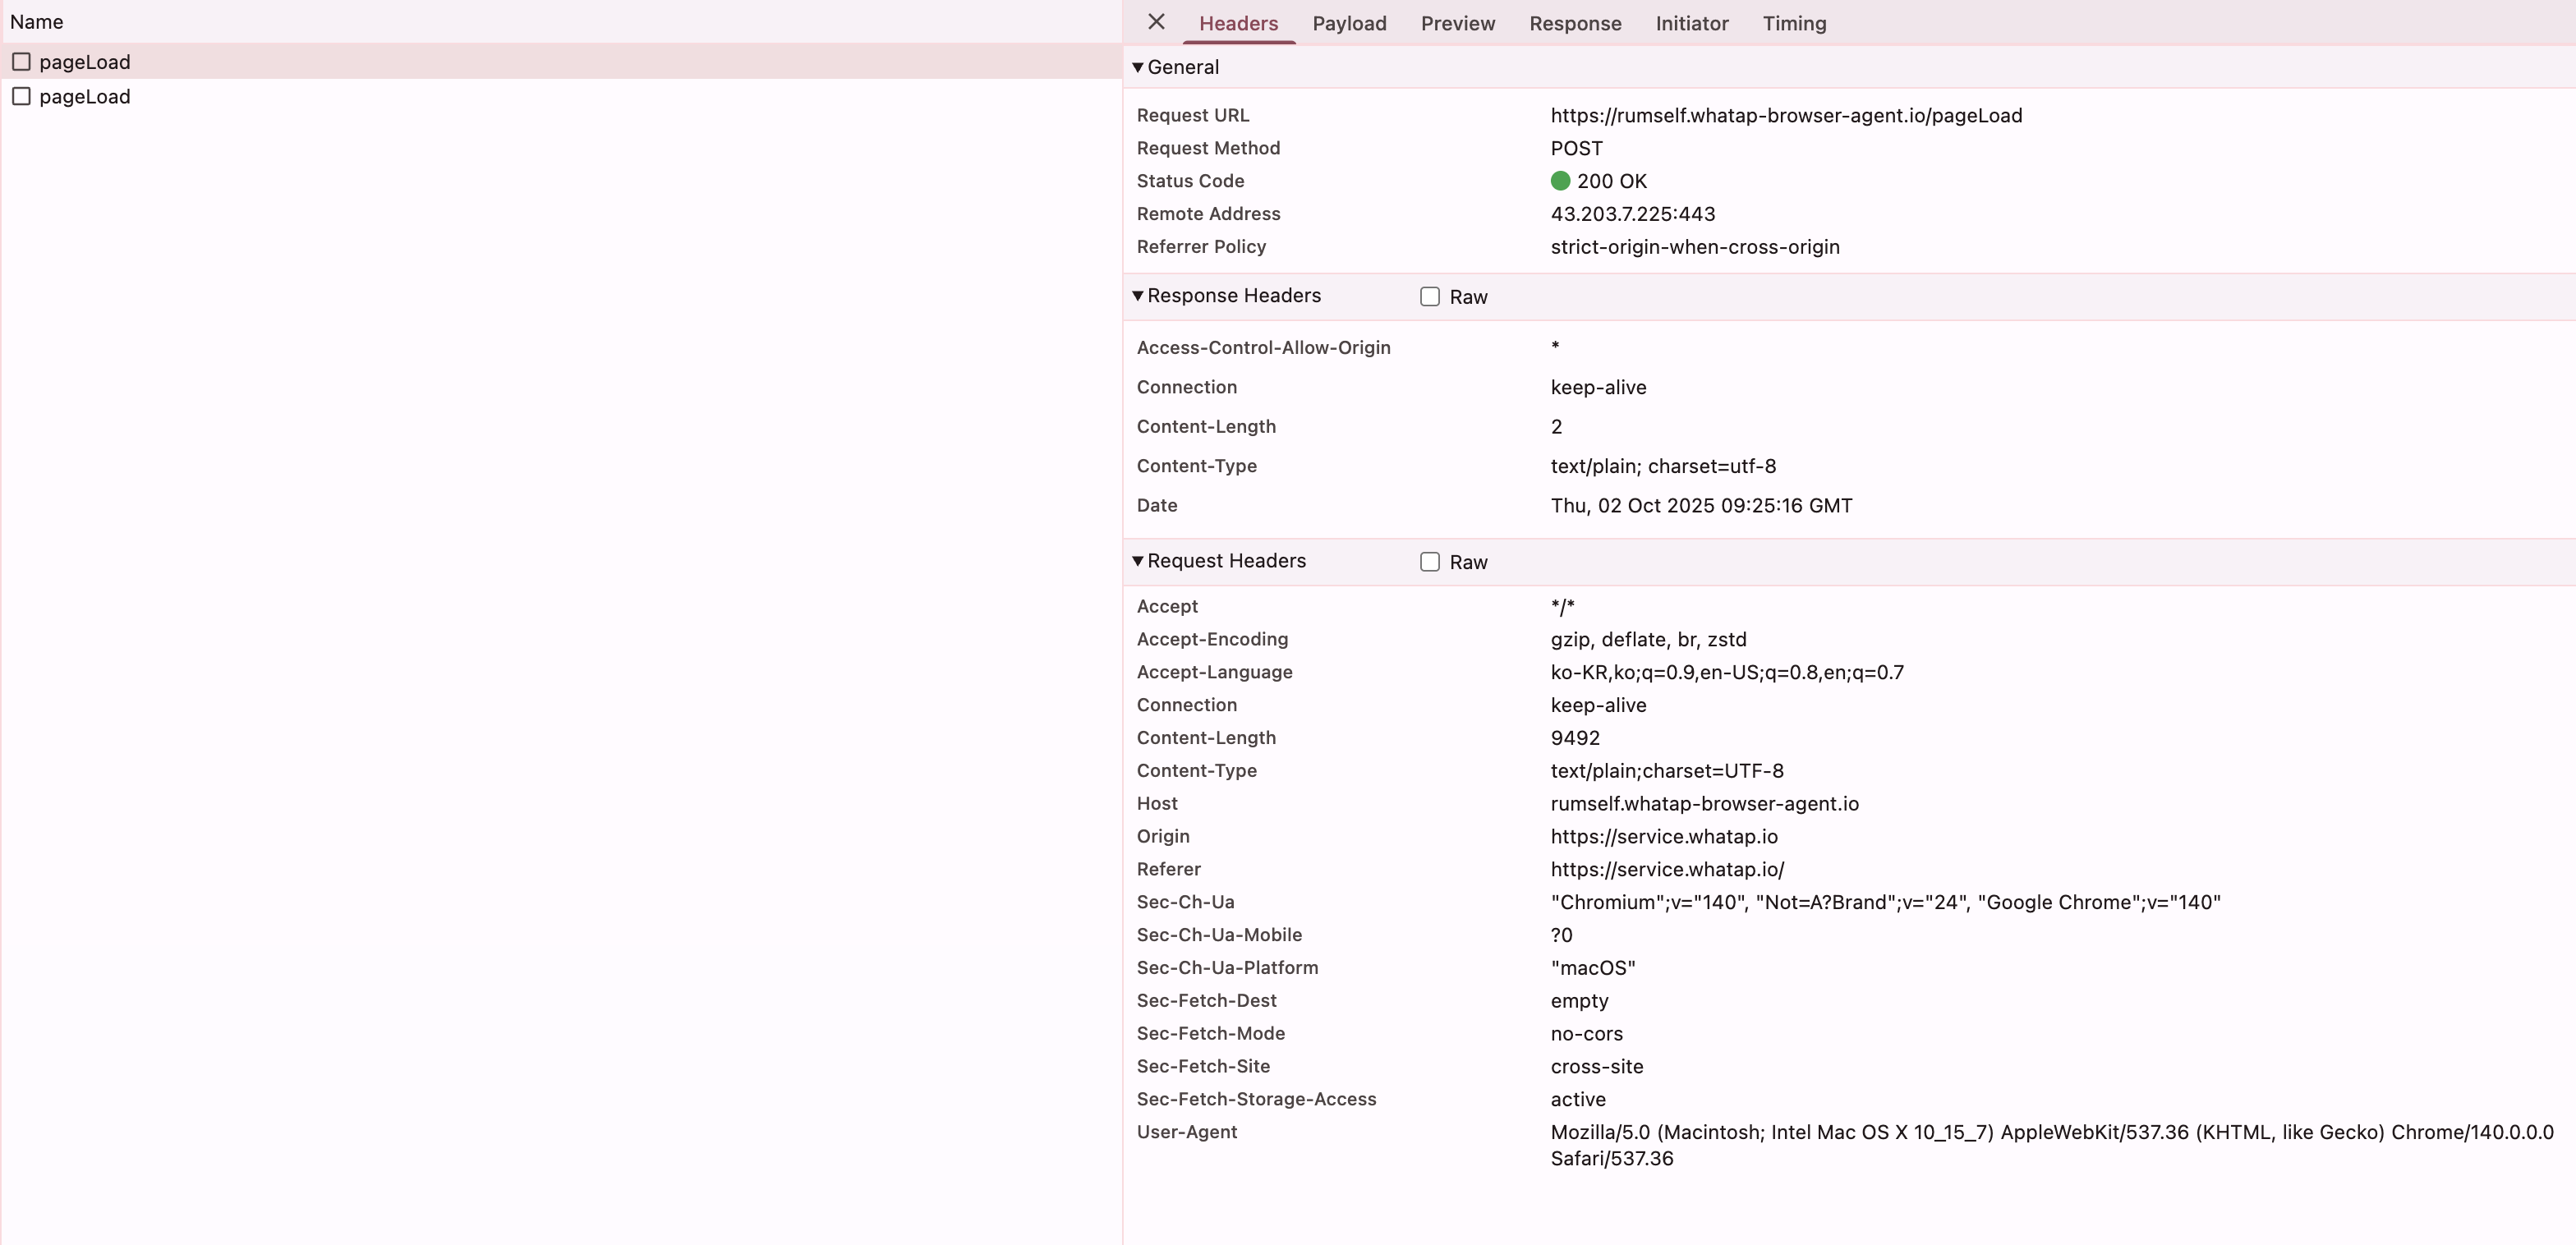 Name
pageLoad
pageLoad
Headers Payload Preview Response Initiator Timing
General
Request URL https://rumself.whatap-browser-agent.io/pageLoad
Request Method POST
Status Code 200 OK
Remote Address 43.203.7.225:443
Referrer Policy strict-origin-when-cross-origin
Response Headers Raw
Access-Control-Allow-Origin *
Connection keep-alive
Content-Length 2
Content-Type text/plain; charset=utf-8
Date Thu, 02 Oct 2025 09:25:16 GMT
Request Headers Raw
Accept */*
Accept-Encoding gzip, deflate, br, zstd
Accept-Language ko-KR,ko;q=0.9,en-US;q=0.8,en;q=0.7
Connection keep-alive
Content-Length 9492
Content-Type text/plain;charset=UTF-8
Host rumself.whatap-browser-agent.io
Origin https://service.whatap.io
Referer https://service.whatap.io/
Sec-Ch-Ua "Chromium";v="140", "Not=A?Brand";v="24", "Google Chrome";v="140"
Sec-Ch-Ua-Mobile ?0
Sec-Ch-Ua-Platform "macOS"
Sec-Fetch-Dest empty
Sec-Fetch-Mode no-cors
Sec-Fetch-Site cross-site
Sec-Fetch-Storage-Access active
User-Agent Mozilla/5.0 (Macintosh; Intel Mac OS X 10_15_7) AppleWebKit/537.36 (KHTML, like Gecko) Chrome/140.0.0.0
Safari/537.36